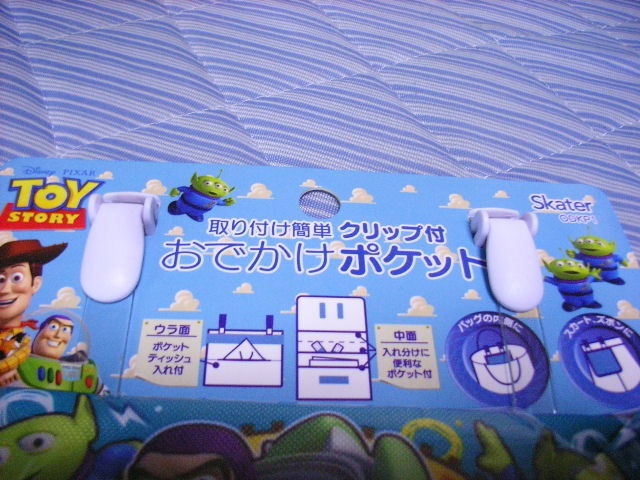 Disney PIXAR
TOY
STORY
Skater
取り付け簡単 クリップ付
おでかけポケット
ウラ面
ポケット
ティッシュ
入れ付
中面
入れ分けに
便利な
ポケット付
バッグの内側に
スカート、ズボンに